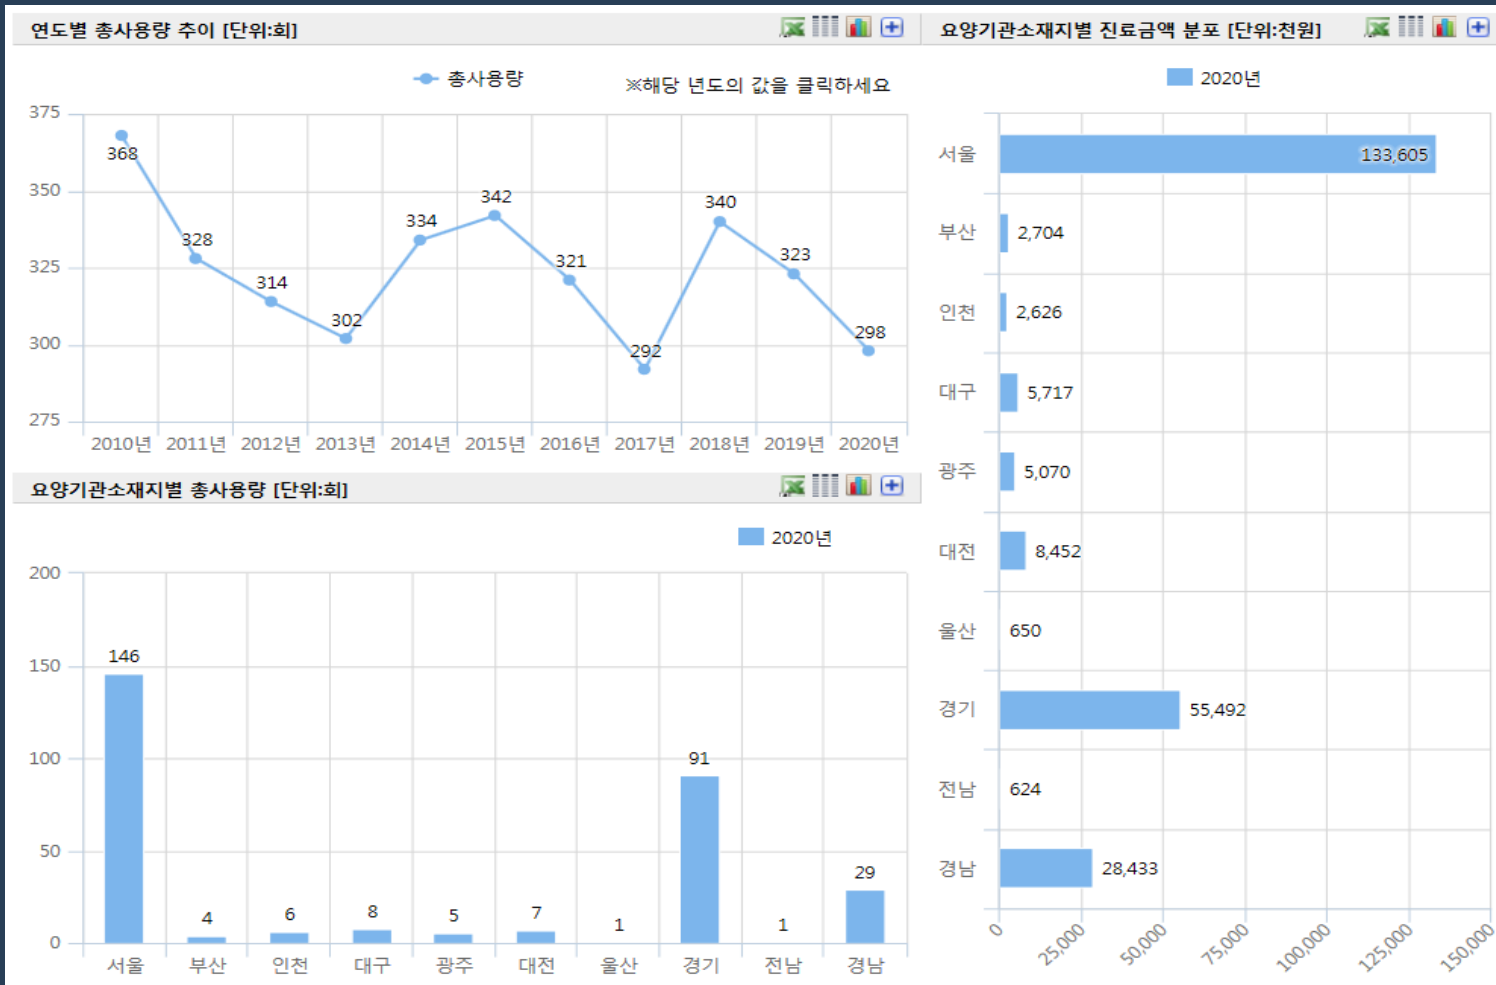 연도별 총사용량 추이 [단위:회]
총사용량
※해당 년도의 값을 클릭하세요
375
350
325
300
275
368
328
314
302
334
342
321
292
340
323
298
2010년 2011년 2012년 2013년 2014년 2015년 2016년 2017년 2018년 2019년 2020년
요양기관소재지별 총사용량 [단위:회]
2020년
200
150
100
50
0
146
4
6
8
5
7
1
91
1
29
서울 부산 인천 대구 광주 대전 울산 경기 전남 경남
요양기관소재지별 진료금액 분포 [단위:천원]
2020년
서울 133,605
부산 2,704
인천 2,626
대구 5,717
광주 5,070
대전 8,452
울산 650
경기 55,492
전남 624
경남 28,433
0 25,000 50,000 75,000 100,000 125,000 150,000